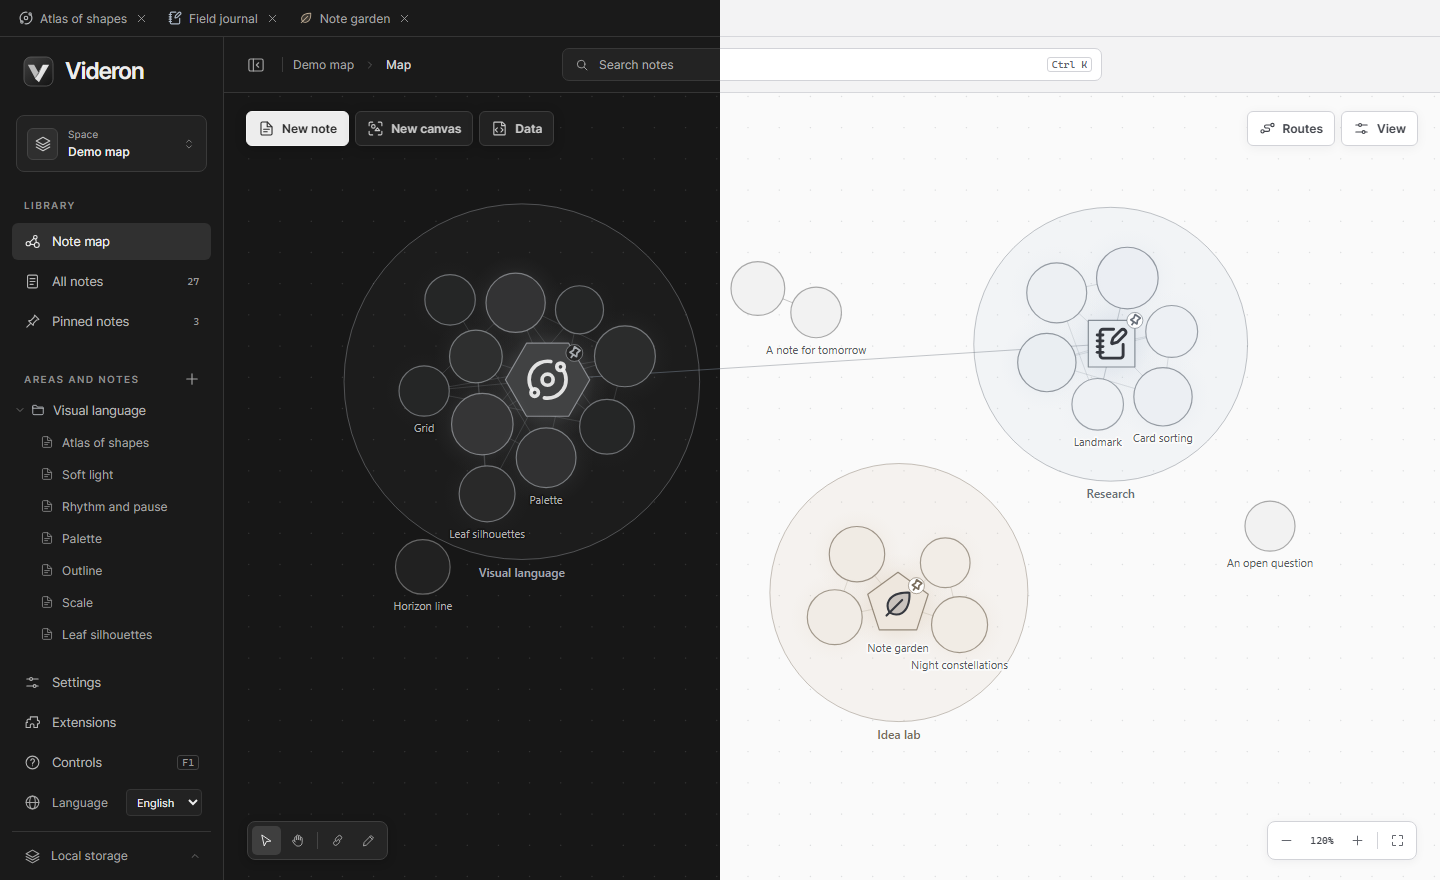 Atlas of shapes
Field journal
Note garden
Videron
Demo map
Map
Search notes
Ctrl K
Space
Demo map
New note
New canvas
Data
Routes
View
LIBRARY
Note map
All notes 27
Pinned notes 3
AREAS AND NOTES
Visual language
Atlas of shapes
Soft light
Rhythm and pause
Palette
Outline
Scale
Leaf silhouettes
Settings
Extensions
Controls F1
Language English
Local storage
Grid
Palette
Leaf silhouettes
Visual language
Horizon line
A note for tomorrow
Landmark
Card sorting
Research
An open question
Note garden
Night constellations
Idea lab
120%